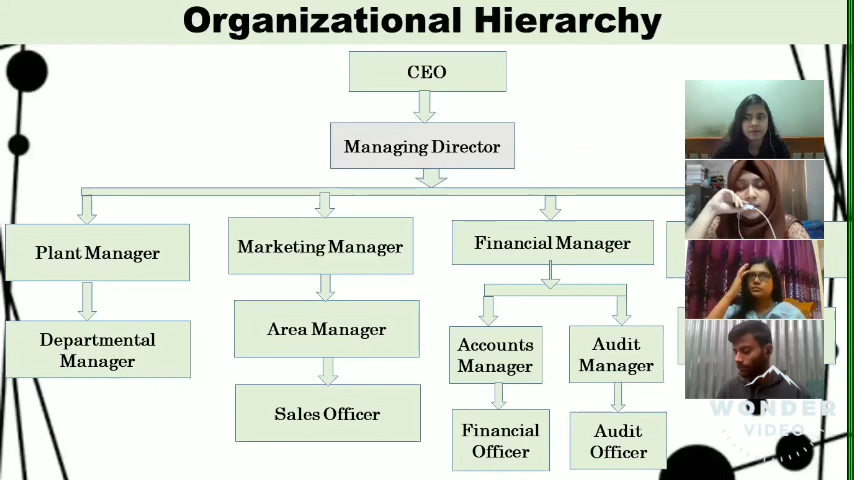 Organizational Hierarchy
CEO
Managing Director
Plant Manager
Marketing Manager
Financial Manager
Departmental
Manager
Area Manager
Accounts
Manager
Audit
Manager
Sales Officer
Financial
Officer
Audit
Officer
WONDER
VIDEO